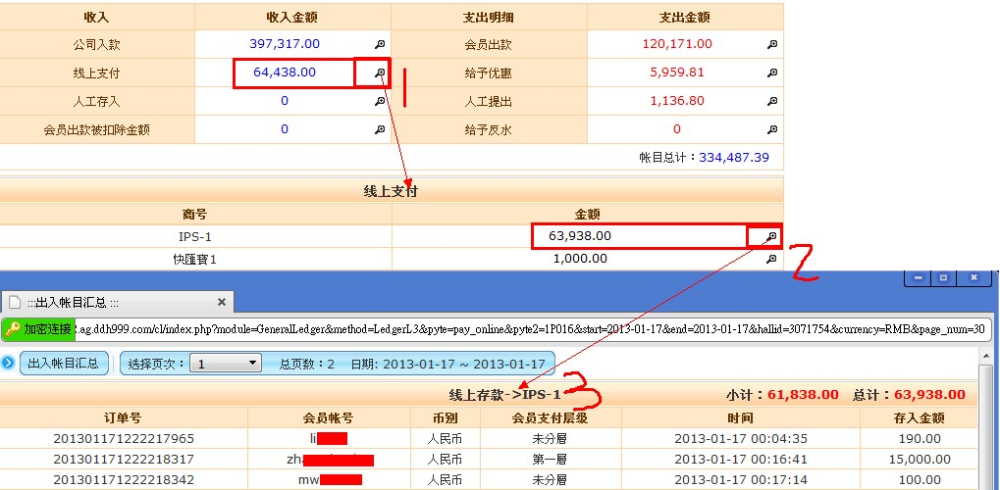 收入 收入金额 支出明细 支出金额
公司入款 397,317.00 会员出款 120,171.00
线上支付 64,438.00 给予优惠 5,959.81
1
人工存入 0 人工提出 1,136.80
会员出款被扣除金额 0 给予反水 0
帐目总计：334,487.39
线上支付
商号 金额
IPS-1 63,938.00
快匯寶1 1,000.00
2
:::出入帐目汇总 :::
加密连接 .ag.ddh999.com/cl/index.php?module=GeneralLedger&method=LedgerL3&pyte=pay_online&pyte2=1P016&start=2013-01-17&end=2013-01-17&hallid=3071754&currency=RMB&page_num=30
出入帐目汇总 选择页次： 1 总页数：2 日期: 2013-01-17 ~ 2013-01-17
线上存款->IPS-1 3 小计：61,838.00 总计：63,938.00
订单号 会员帐号 币别 会员支付层级 时间 存入金额
201301171222217965 li 人民币 未分層 2013-01-17 00:04:35 190.00
201301171222218317 zh 人民币 第一層 2013-01-17 00:16:41 15,000.00
201301171222218342 mw 人民币 未分層 2013-01-17 00:17:14 100.00